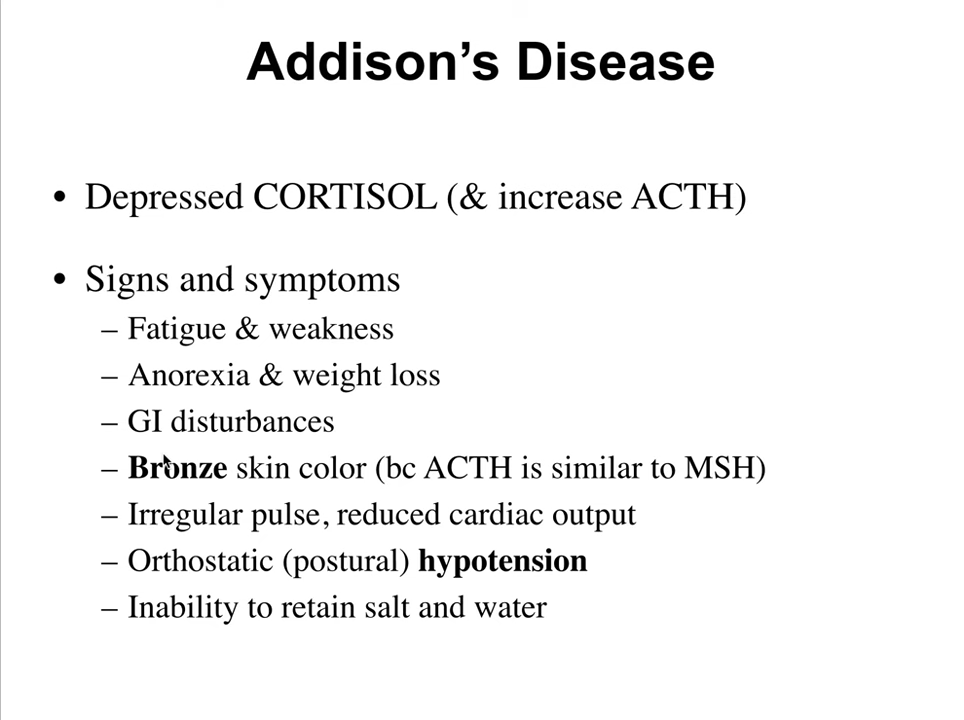 Addison’s Disease
• Depressed CORTISOL (& increase ACTH)
• Signs and symptoms
– Fatigue & weakness
– Anorexia & weight loss
– GI disturbances
– Bronze skin color (bc ACTH is similar to MSH)
– Irregular pulse, reduced cardiac output
– Orthostatic (postural) hypotension
– Inability to retain salt and water